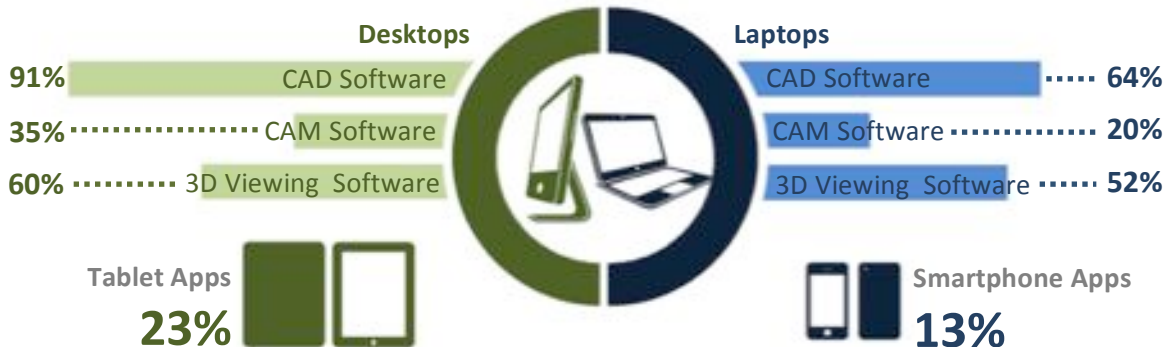 Desktops
Laptops
91% CAD Software
CAD Software 64%
35% CAM Software
CAM Software 20%
60% 3D Viewing Software
3D Viewing Software 52%
Tablet Apps
23%
Smartphone Apps
13%